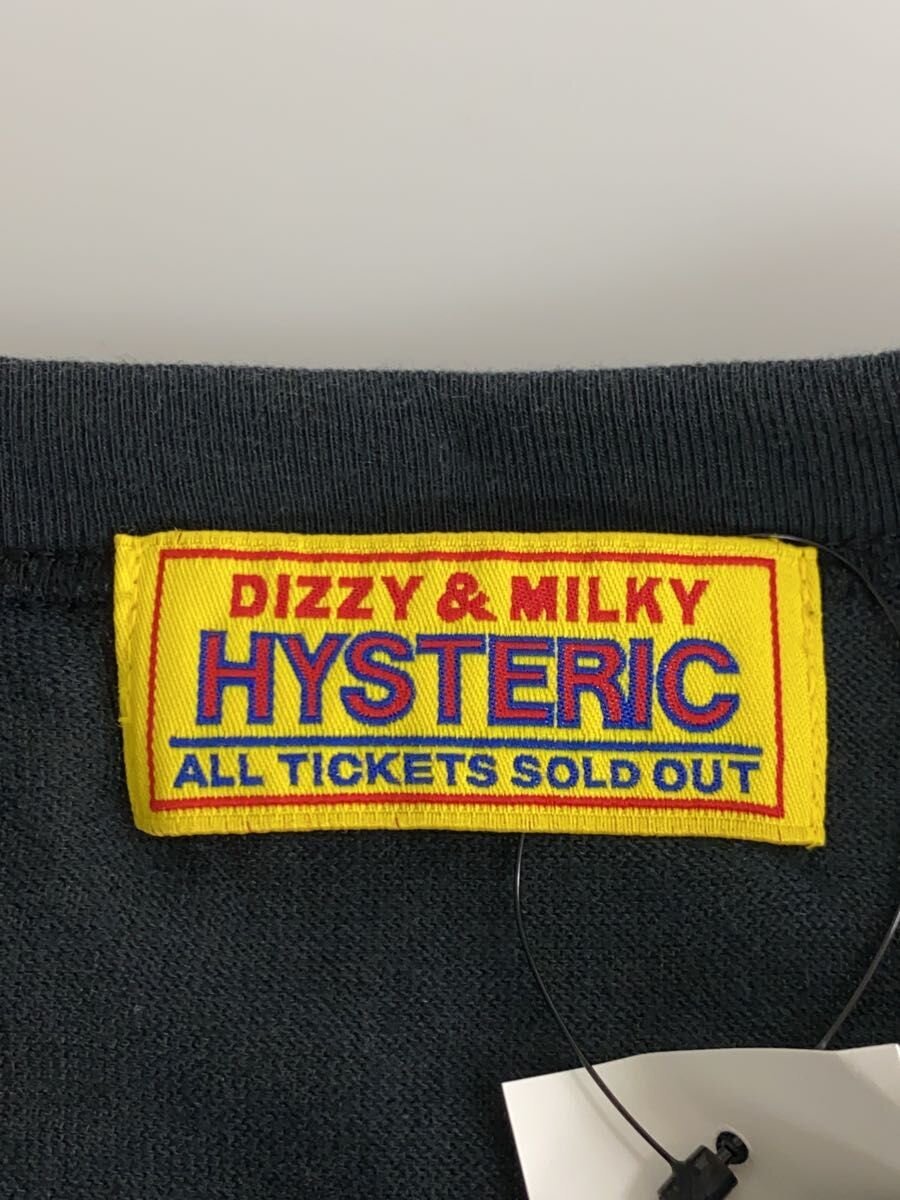 DIZZY & MILKY
HYSTERIC
ALL TICKETS SOLD OUT